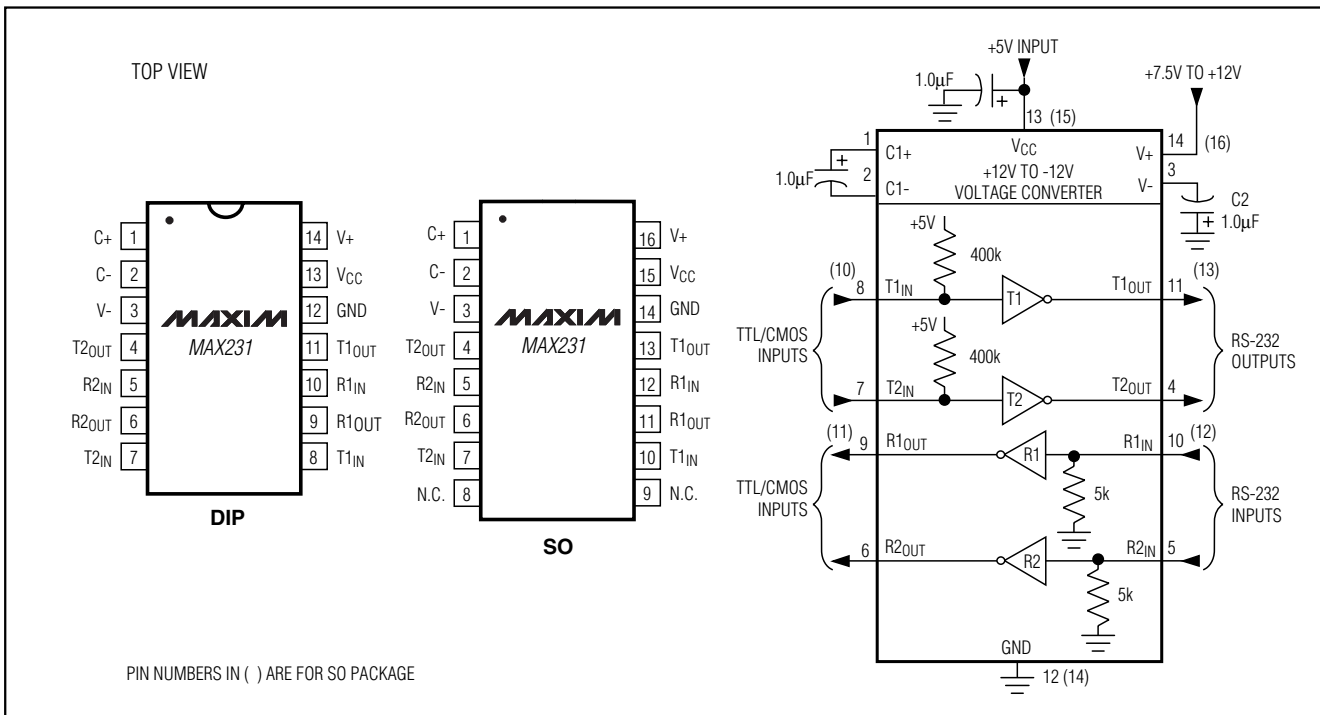 TOP VIEW
C+ 1
C- 2
V- 3
T2OUT 4
R2IN 5
R2OUT 6
T2IN 7
14 V+
13 VCC
12 GND
11 T1OUT
10 R1IN
9 R1OUT
8 T1IN
MAXIM
MAX231
DIP
C+ 1
C- 2
V- 3
T2OUT 4
R2IN 5
R2OUT 6
T2IN 7
N.C. 8
16 V+
15 VCC
14 GND
13 T1OUT
12 R1IN
11 R1OUT
10 T1IN
9 N.C.
MAXIM
MAX231
SO
+5V INPUT
+7.5V TO +12V
1.0µF
+
13 (15)
1
C1+
VCC
V+
14 (16)
+
1.0µF
2
C1-
+12V TO -12V
VOLTAGE CONVERTER
V-
3
C2
+
1.0µF
+5V
400k
(10)
8
T1IN
T1
T1OUT
11
(13)
+5V
400k
TTL/CMOS
INPUTS
RS-232
OUTPUTS
7
T2IN
T2
T2OUT
4
(11)
9
R1OUT
R1
R1IN
10
(12)
5k
TTL/CMOS
INPUTS
RS-232
INPUTS
6
R2OUT
R2
R2IN
5
5k
GND
12 (14)
PIN NUMBERS IN ( ) ARE FOR SO PACKAGE